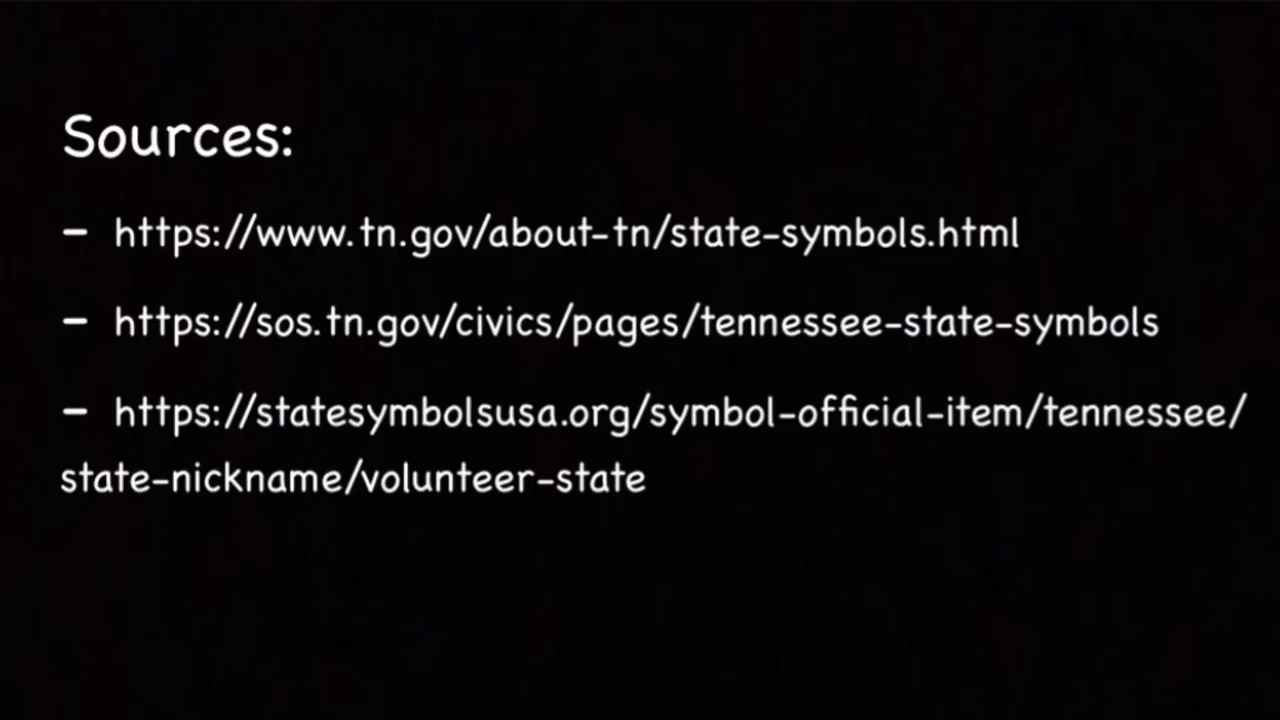 Sources:
- https://www.tn.gov/about-tn/state-symbols.html
- https://sos.tn.gov/civics/pages/tennessee-state-symbols
- https://statesymbolsusa.org/symbol-official-item/tennessee/
state-nickname/volunteer-state